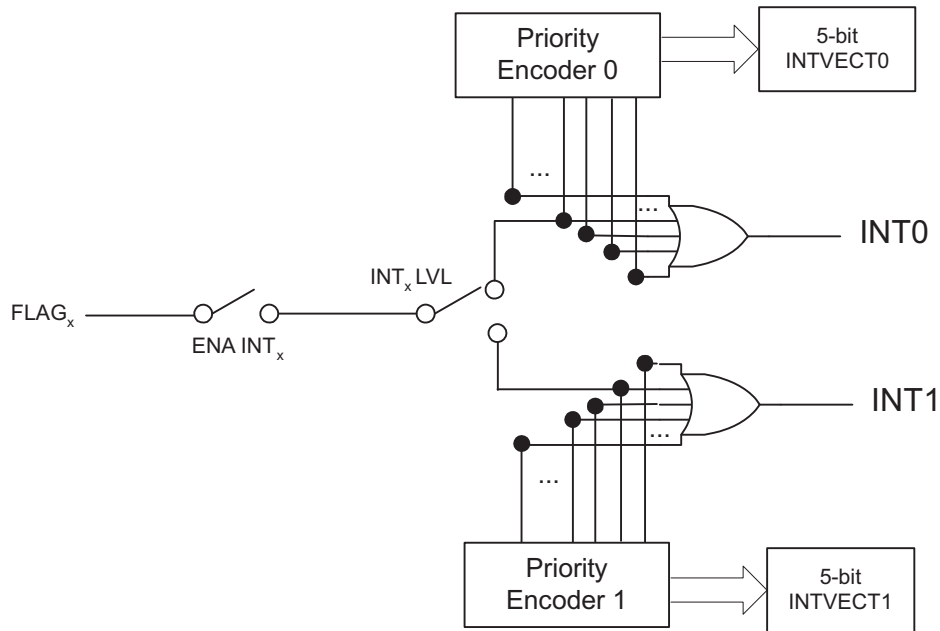 Priority
Encoder 0
5-bit
INTVECT0
...
...
INT0
INTₓ LVL
FLAGₓ
ENA INTₓ
INT1
...
...
Priority
Encoder 1
5-bit
INTVECT1